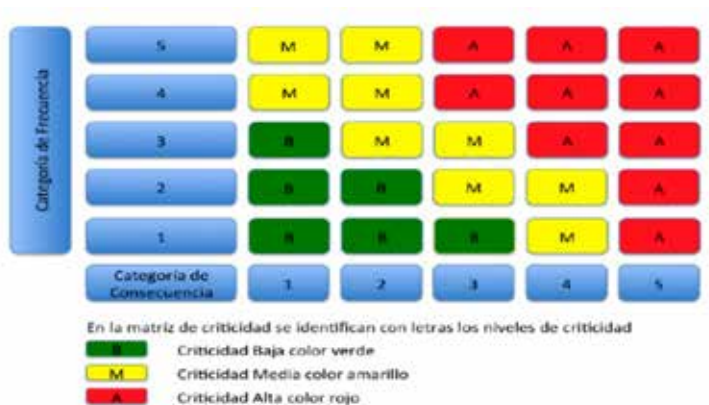 Categoría de Frecuencia
5 M M A A A
4 M M A A A
3 B M M A A
2 B B M M A
1 B B B M A
Categoría de
Consecuencia
1 2 3 4 5
En la matriz de criticidad se identifican con letras los niveles de criticidad
B Criticidad Baja color verde
M Criticidad Media color amarillo
A Criticidad Alta color rojo